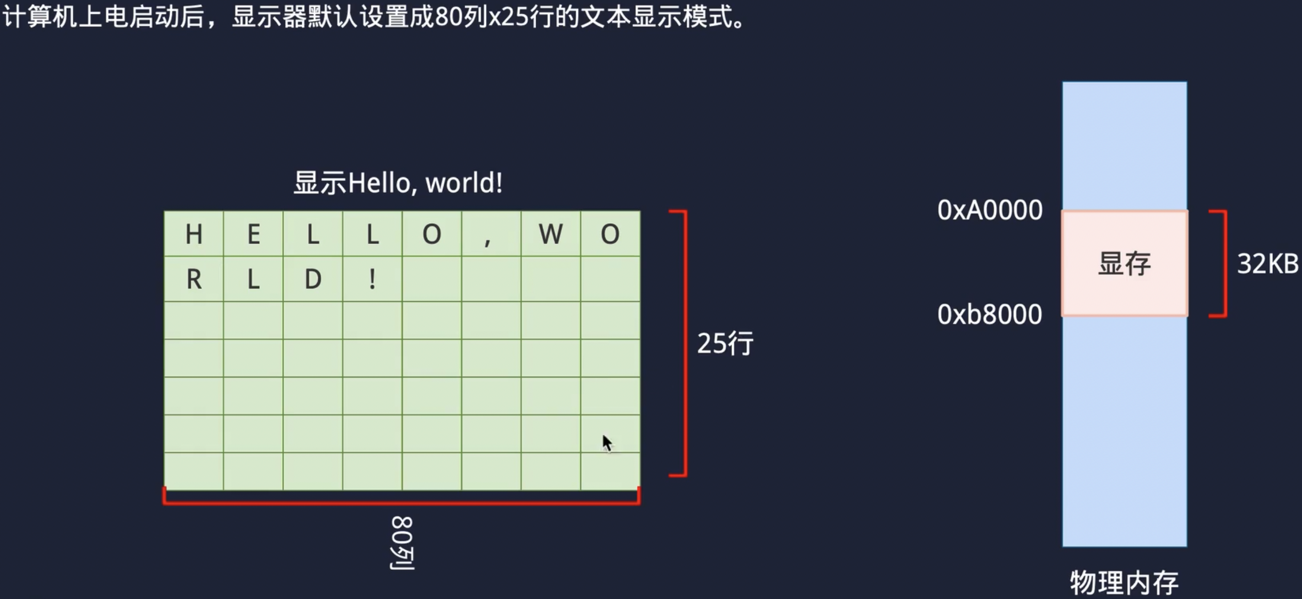 计算机上电启动后，显示器默认设置成80列x25行的文本显示模式。
显示Hello, world!
H E L L O , W O
R L D !
25行
80列
0xA0000
显存
32KB
0xb8000
物理内存